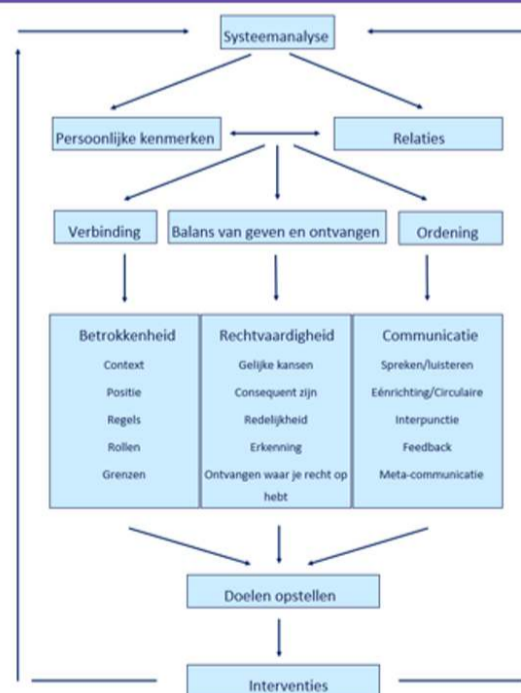 Systeemanalyse
Persoonlijke kenmerken
Relaties
Verbinding
Balans van geven en ontvangen
Ordening
Betrokkenheid
Context
Positie
Regels
Rollen
Grenzen
Rechtvaardigheid
Gelijke kansen
Consequent zijn
Redelijkheid
Erkenning
Ontvangen waar je recht op
hebt
Communicatie
Spreken/luisteren
Eénrichting/Circulaire
Interpunctie
Feedback
Meta-communicatie
Doelen opstellen
Interventies